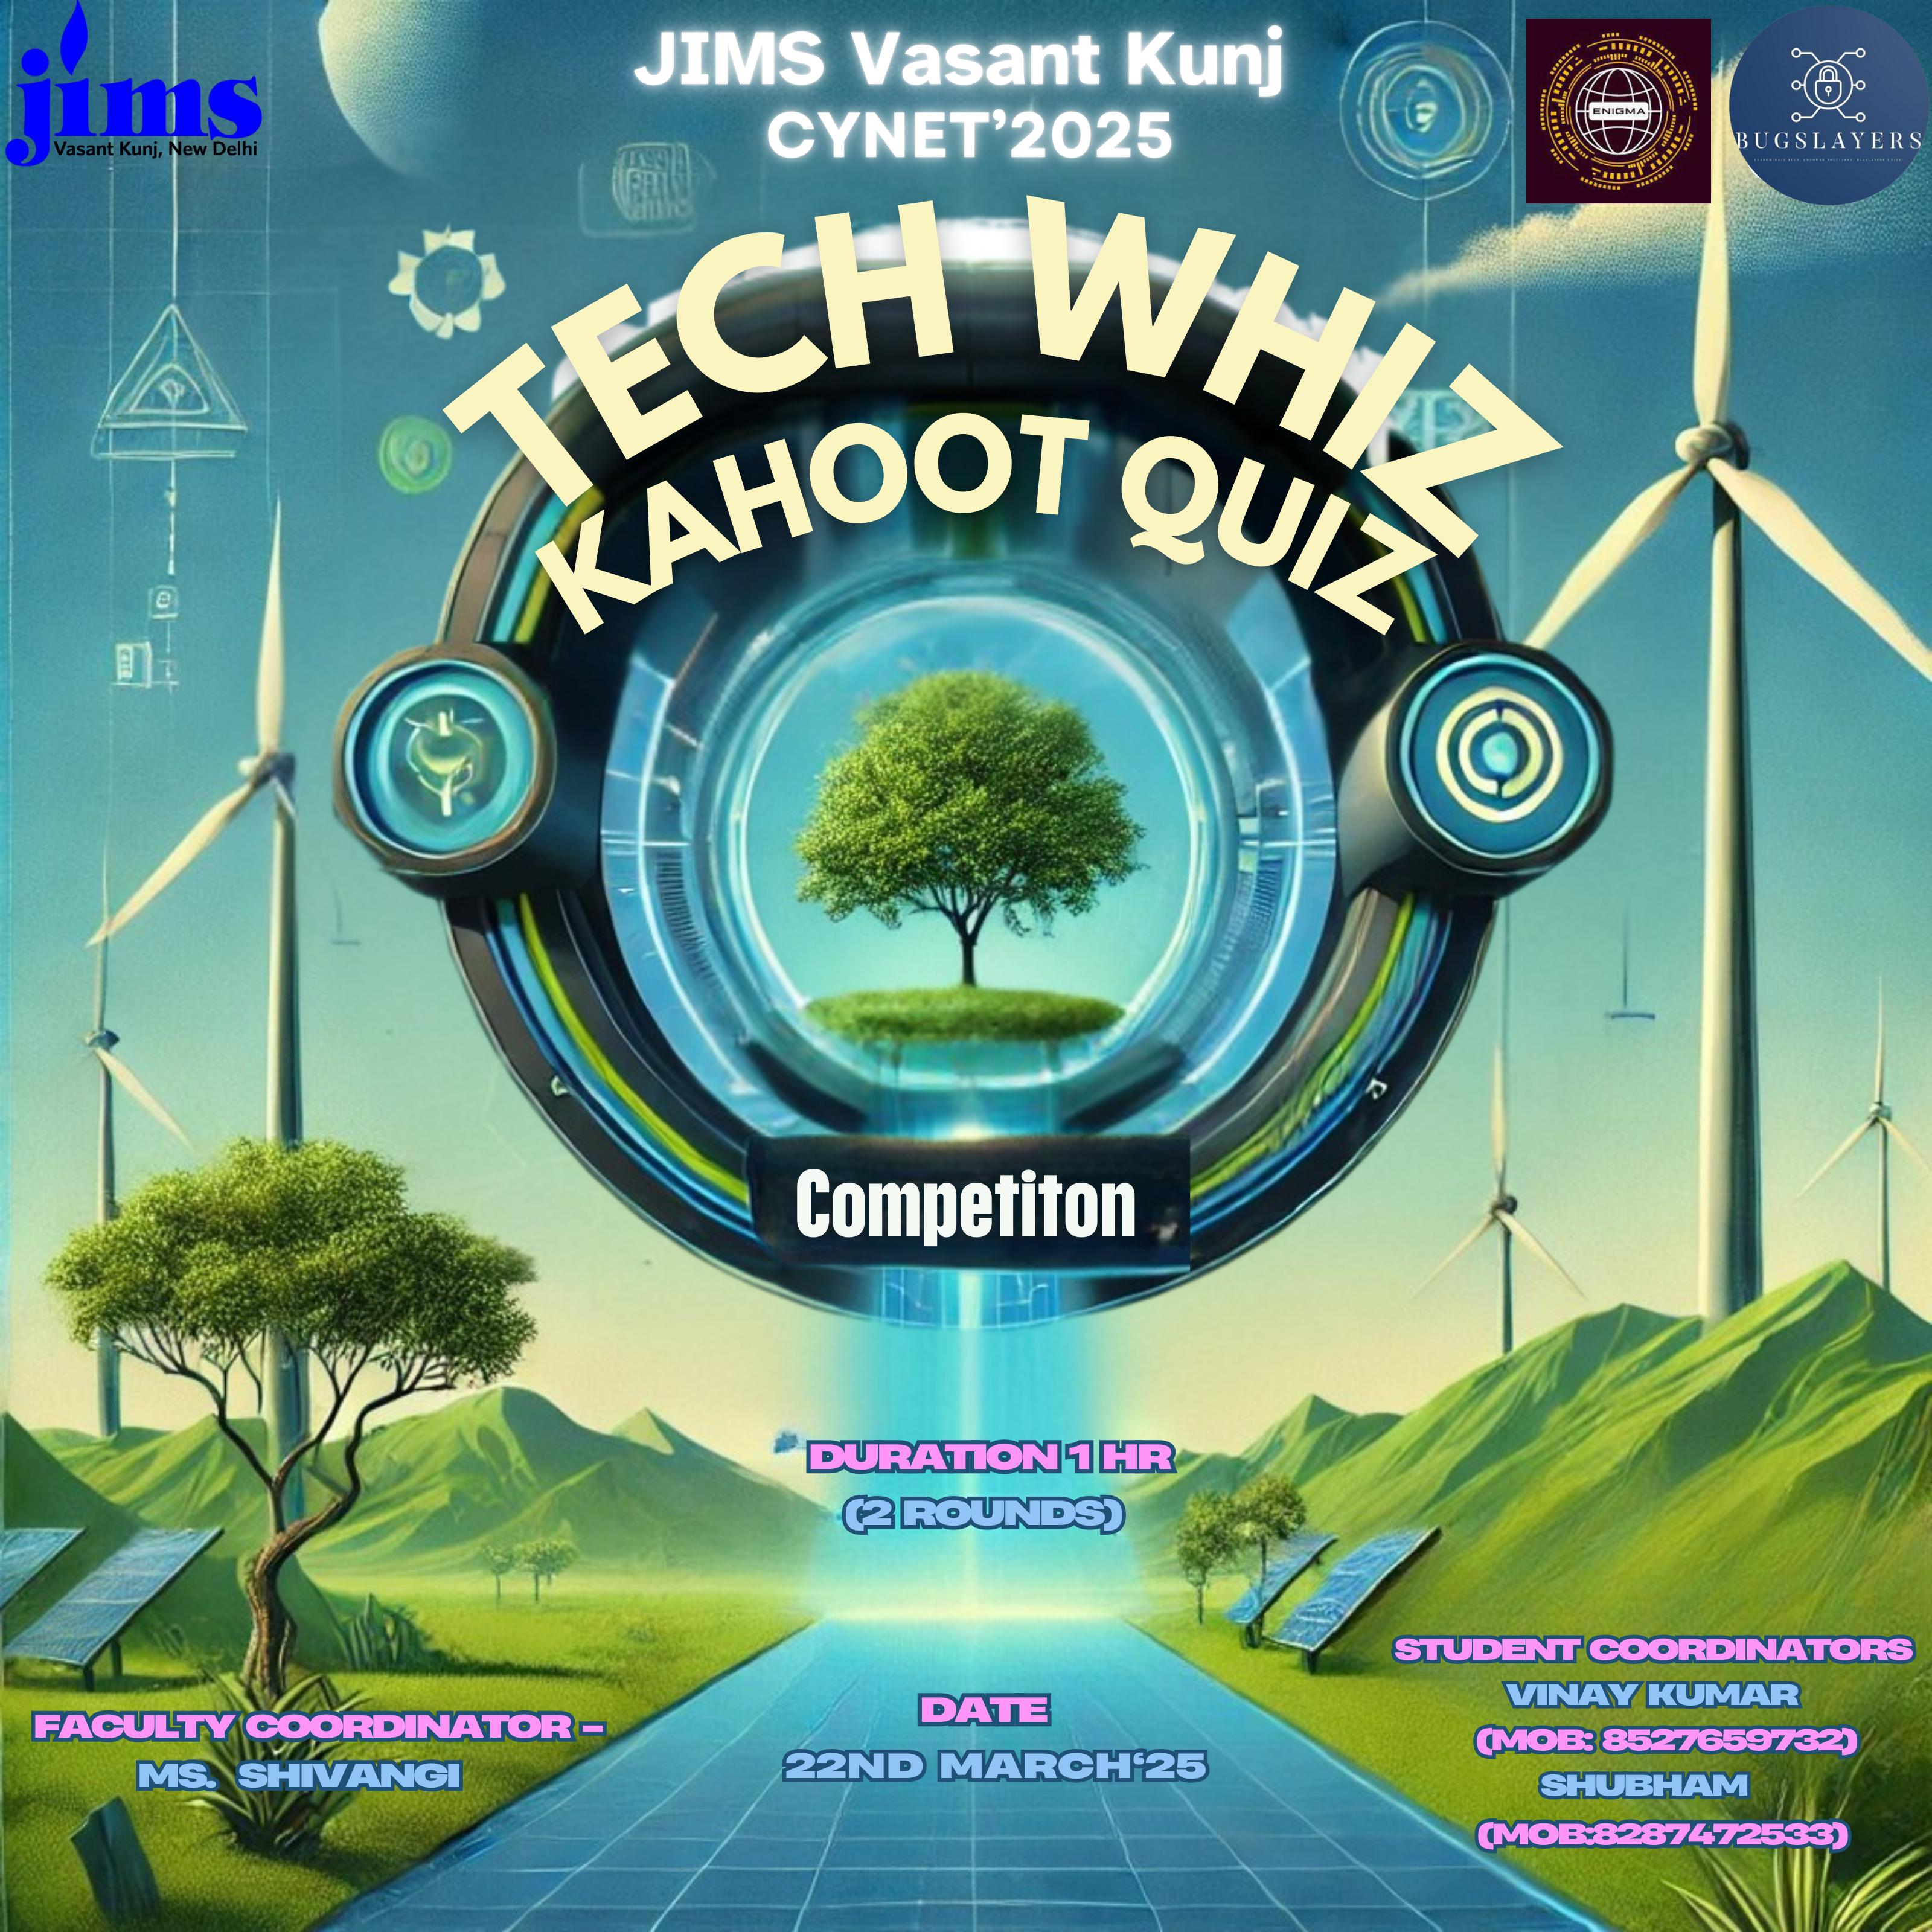 jims
Vasant Kunj, New Delhi
JIMS Vasant Kunj
CYNET’2025
ENIGMA
BUGSLAYERS
TECH WHIZ
KAHOOT QUIZ
Competiton
DURATION 1 HR
(2 ROUNDS)
FACULTY COORDINATOR -
MS. SHIVANGI
DATE
22ND MARCH‘25
STUDENT COORDINATORS
VINAY KUMAR
(MOB: 8527659732)
SHUBHAM
(MOB:8287472533)